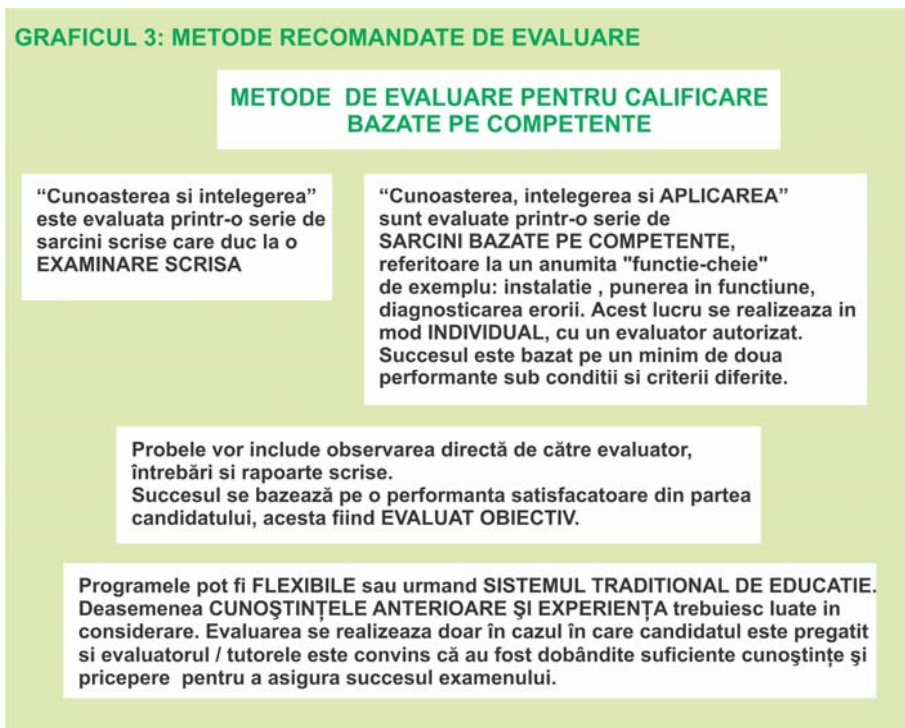 GRAFICUL 3: METODE RECOMANDATE DE EVALUARE
METODE DE EVALUARE PENTRU CALIFICARE
BAZATE PE COMPETENTE
“Cunoasterea si intelegerea”
este evaluata printr-o serie de
sarcini scrise care duc la o
EXAMINARE SCRISA
“Cunoasterea, intelegerea si APLICAREA”
sunt evaluate printr-o serie de
SARCINI BAZATE PE COMPETENTE,
referitoare la un anumita "functie-cheie"
de exemplu: instalatie , punerea in functiune,
diagnosticarea erorii. Acest lucru se realizeaza in
mod INDIVIDUAL, cu un evaluator autorizat.
Succesul este bazat pe un minim de doua
performante sub conditii si criterii diferite.
Probele vor include observarea directă de către evaluator,
întrebări si rapoarte scrise.
Succesul se bazează pe o performanta satisfacatoare din partea
candidatului, acesta fiind EVALUAT OBIECTIV.
Programele pot fi FLEXIBILE sau urmand SISTEMUL TRADITIONAL DE EDUCATIE.
Deasemenea CUNOŞTINŢELE ANTERIOARE ŞI EXPERIENŢA trebuiesc luate in
considerare. Evaluarea se realizeaza doar în cazul în care candidatul este pregatit
si evaluatorul / tutorele este convins că au fost dobândite suficiente cunoştinţe şi
pricepere pentru a asigura succesul examenului.